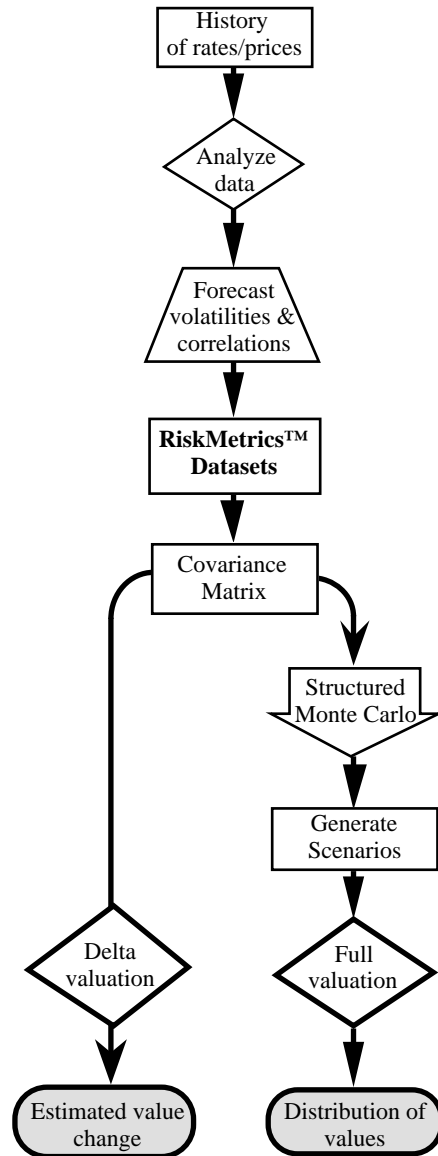 History
of rates/prices
Analyze
data
Forecast
volatilities &
correlations
RiskMetrics™
Datasets
Covariance
Matrix
Structured
Monte Carlo
Generate
Scenarios
Delta
valuation
Full
valuation
Estimated value
change
Distribution of
values